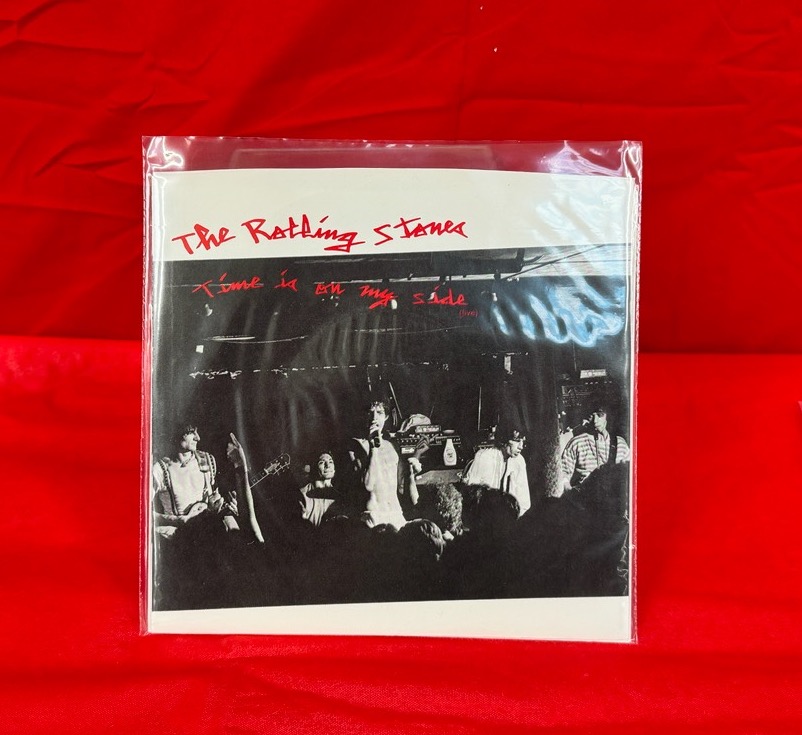 The Rolling Stones
Time is on my side
(live)